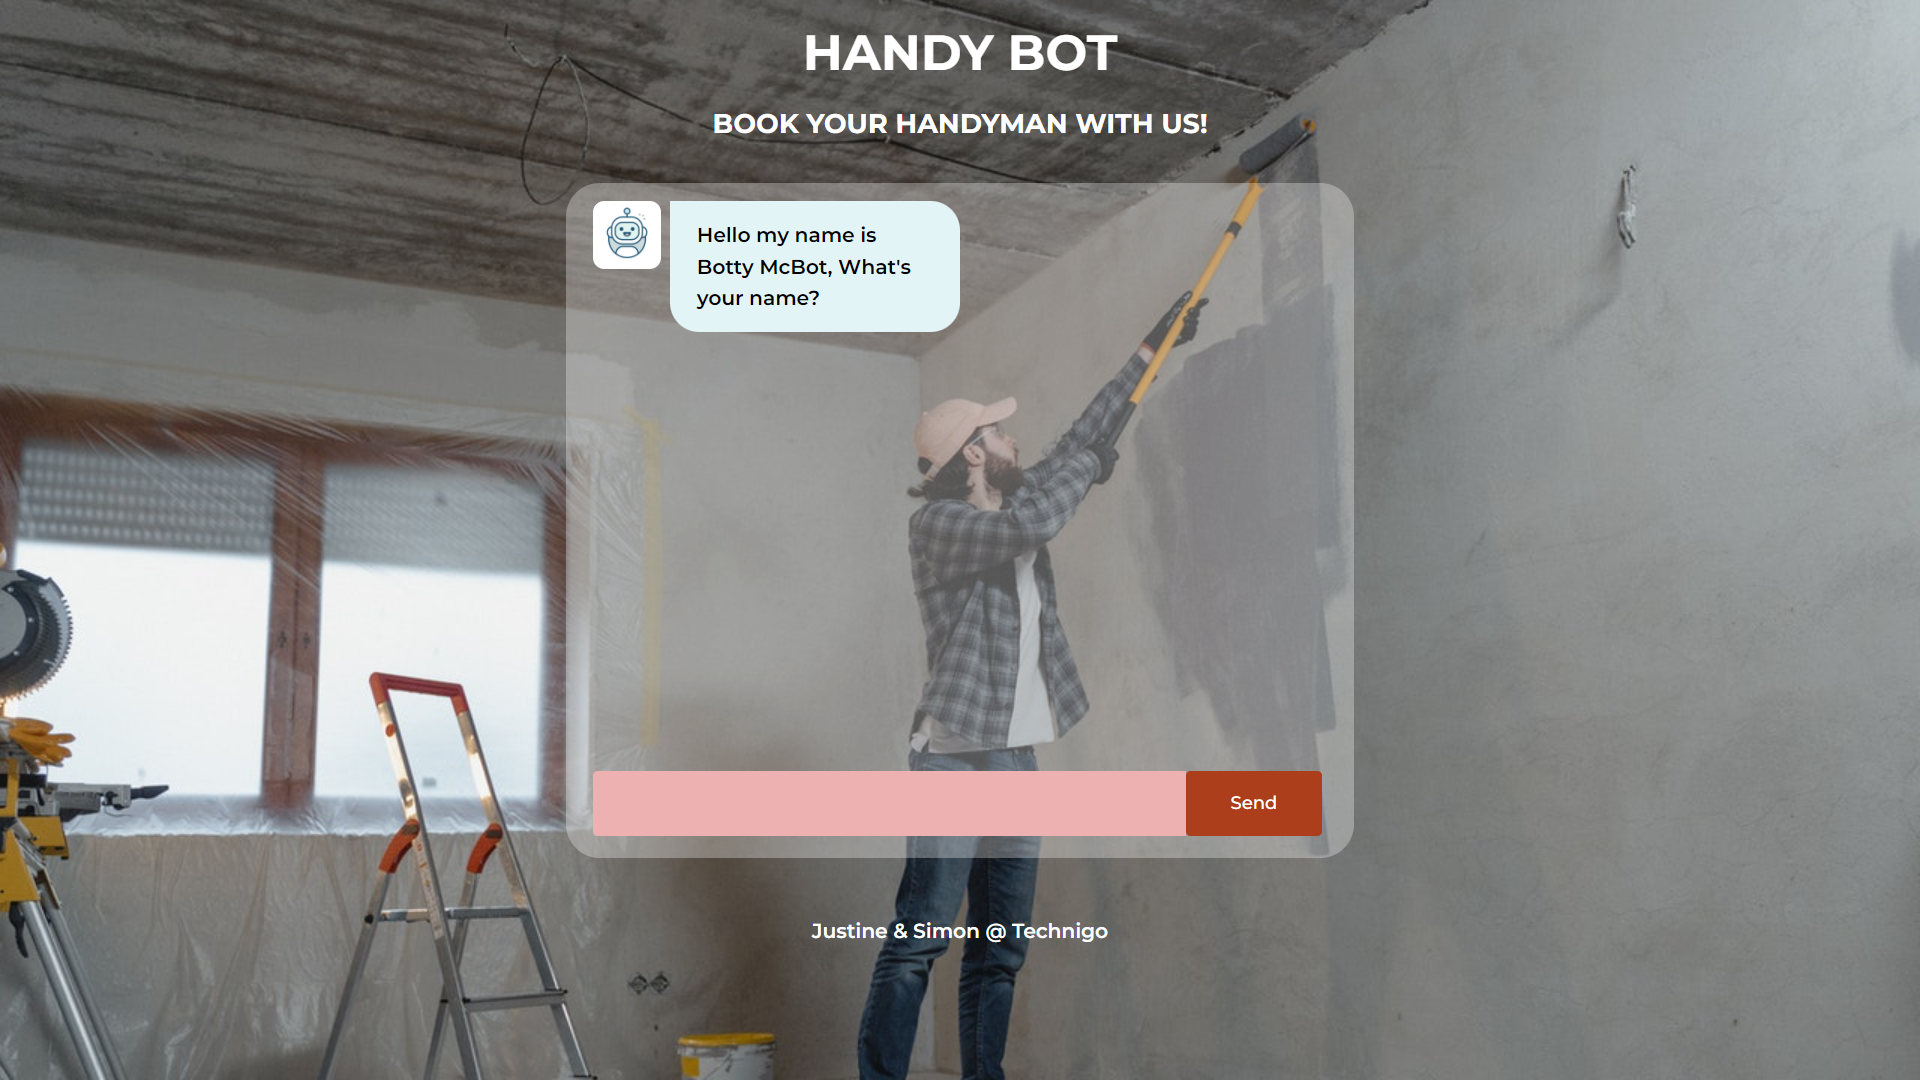 HANDY BOT
BOOK YOUR HANDYMAN WITH US!
Hello my name is
Botty McBot, What's
your name?
Send
Justine & Simon @ Technigo